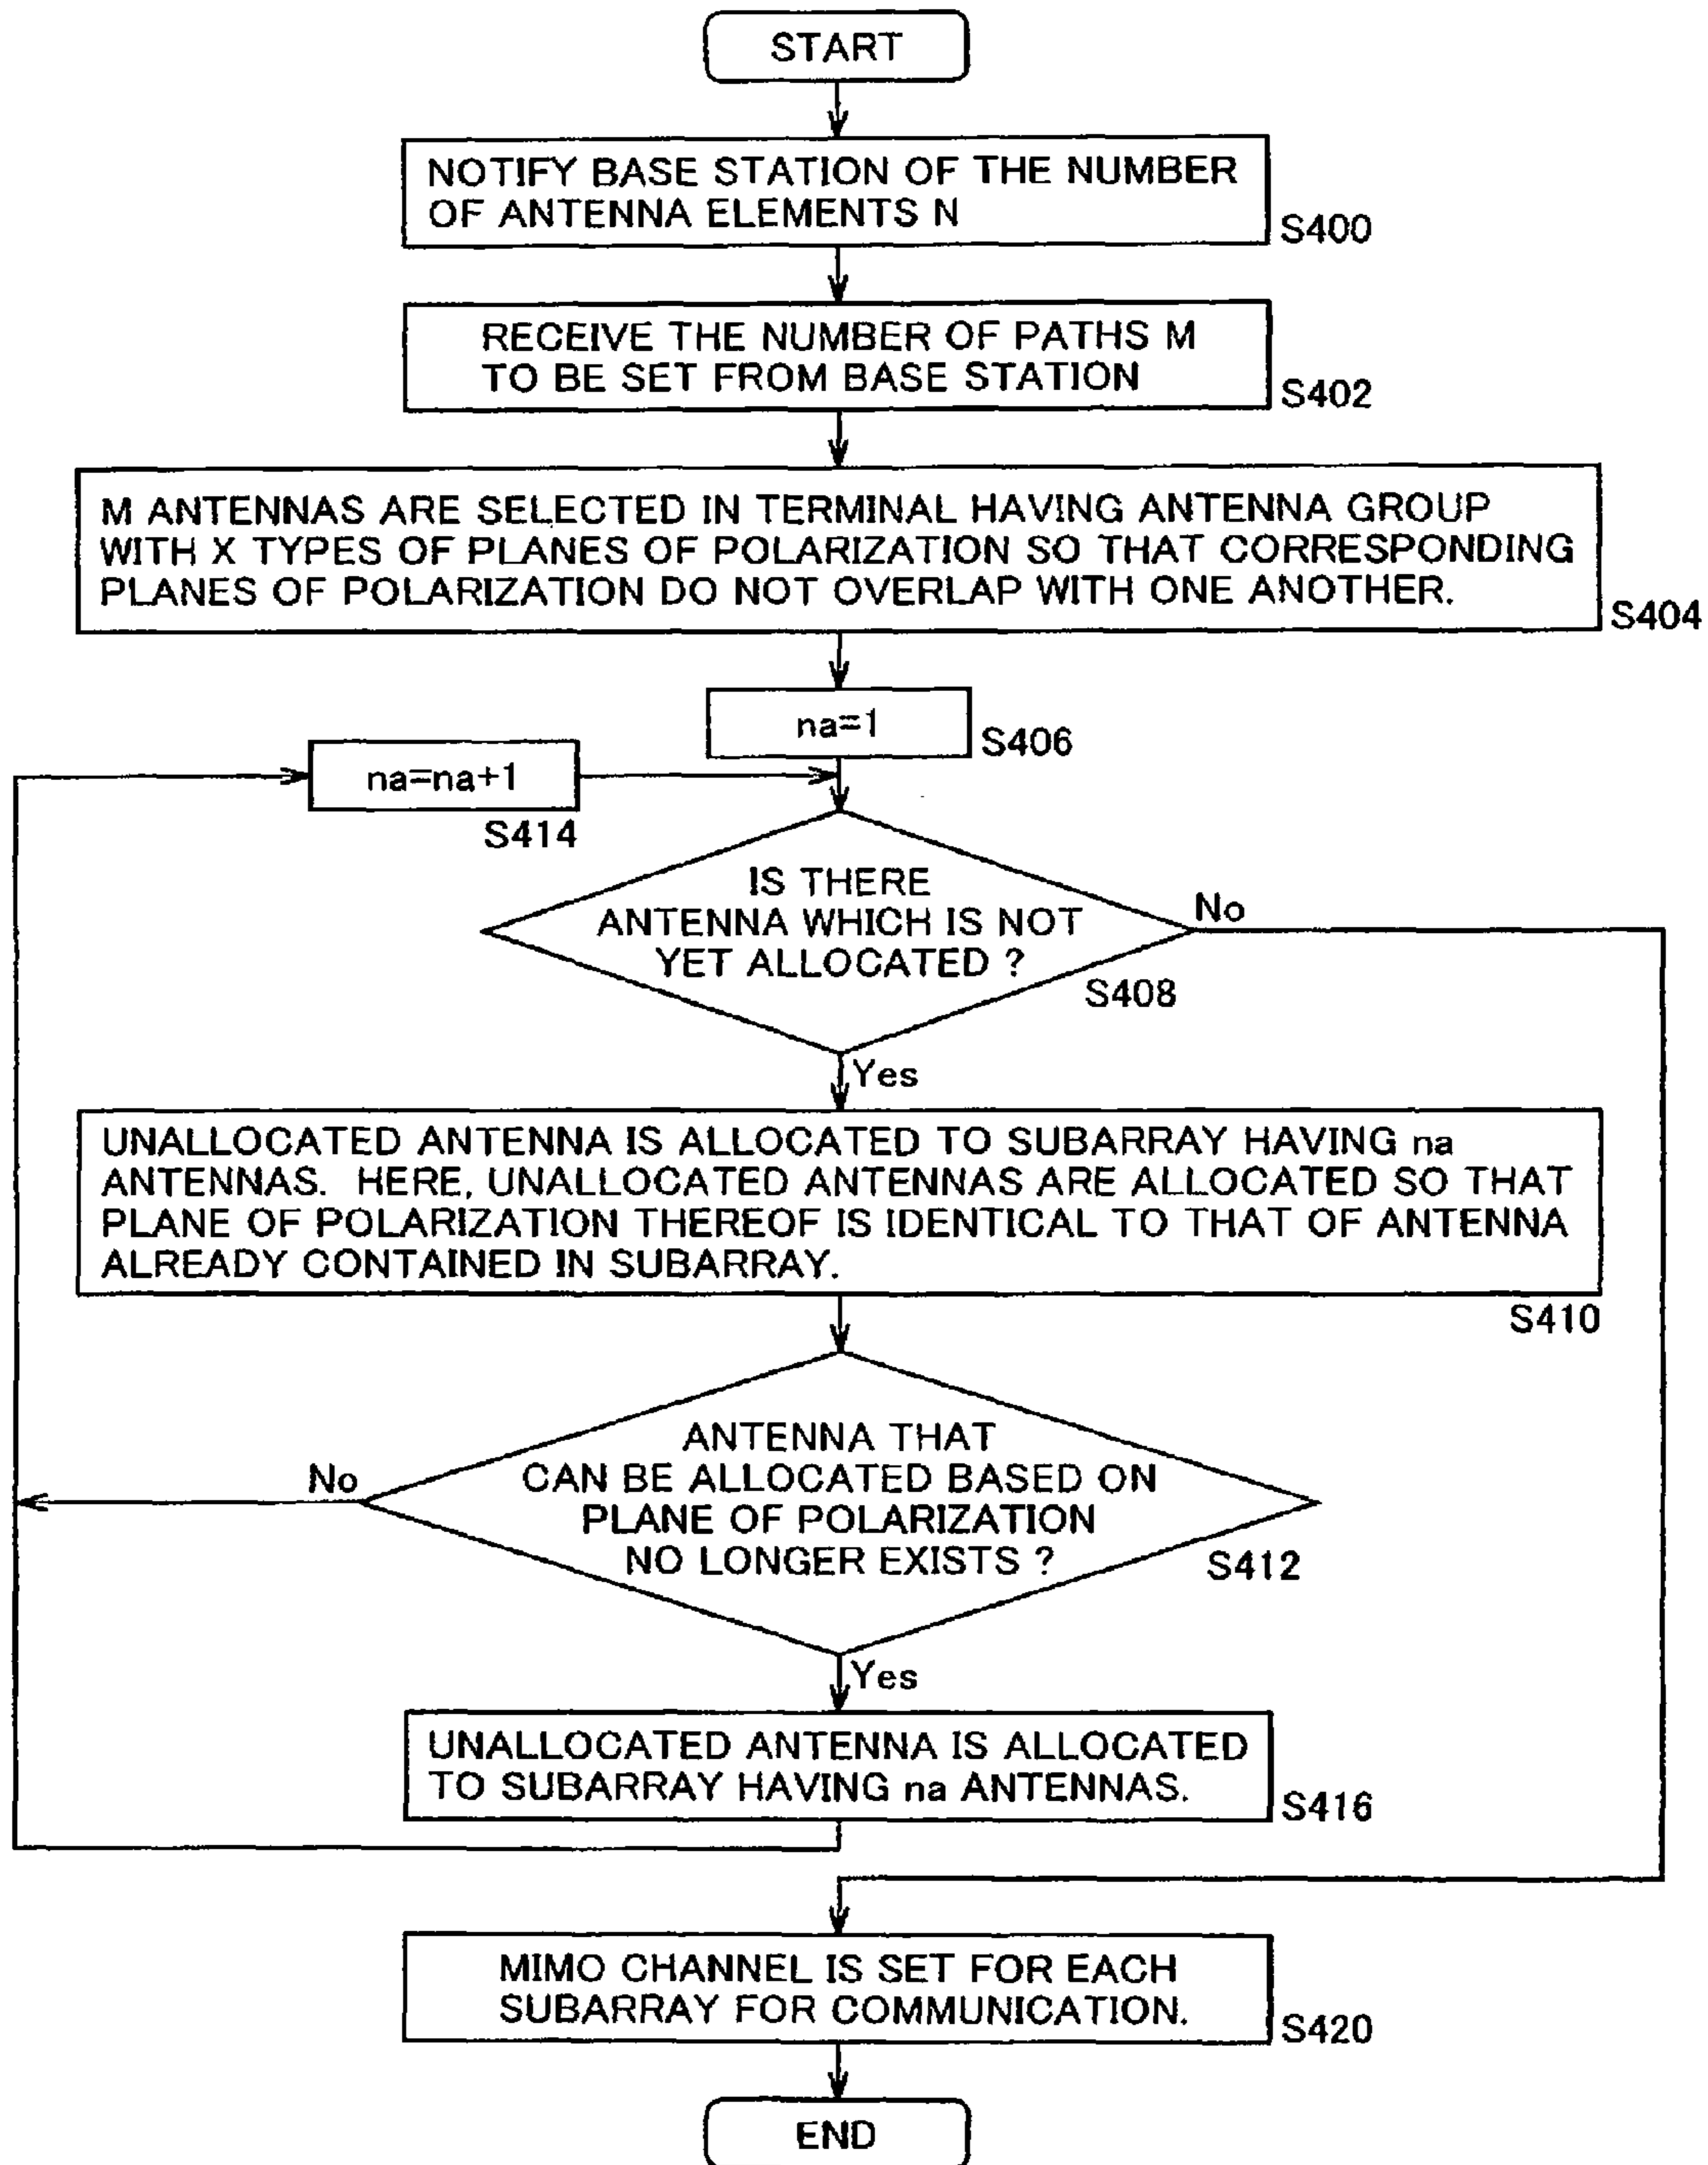 START
NOTIFY BASE STATION OF THE NUMBER
OF ANTENNA ELEMENTS N
S400
RECEIVE THE NUMBER OF PATHS M
TO BE SET FROM BASE STATION
S402
M ANTENNAS ARE SELECTED IN TERMINAL HAVING ANTENNA GROUP
WITH X TYPES OF PLANES OF POLARIZATION SO THAT CORRESPONDING
PLANES OF POLARIZATION DO NOT OVERLAP WITH ONE ANOTHER.
S404
na=1
S406
na=na+1
S414
IS THERE
ANTENNA WHICH IS NOT
YET ALLOCATED ?
No
S408
Yes
UNALLOCATED ANTENNA IS ALLOCATED TO SUBARRAY HAVING na
ANTENNAS. HERE, UNALLOCATED ANTENNAS ARE ALLOCATED SO THAT
PLANE OF POLARIZATION THEREOF IS IDENTICAL TO THAT OF ANTENNA
ALREADY CONTAINED IN SUBARRAY.
S410
ANTENNA THAT
CAN BE ALLOCATED BASED ON
PLANE OF POLARIZATION
NO LONGER EXISTS ?
No
S412
Yes
UNALLOCATED ANTENNA IS ALLOCATED
TO SUBARRAY HAVING na ANTENNAS.
S416
MIMO CHANNEL IS SET FOR EACH
SUBARRAY FOR COMMUNICATION.
S420
END